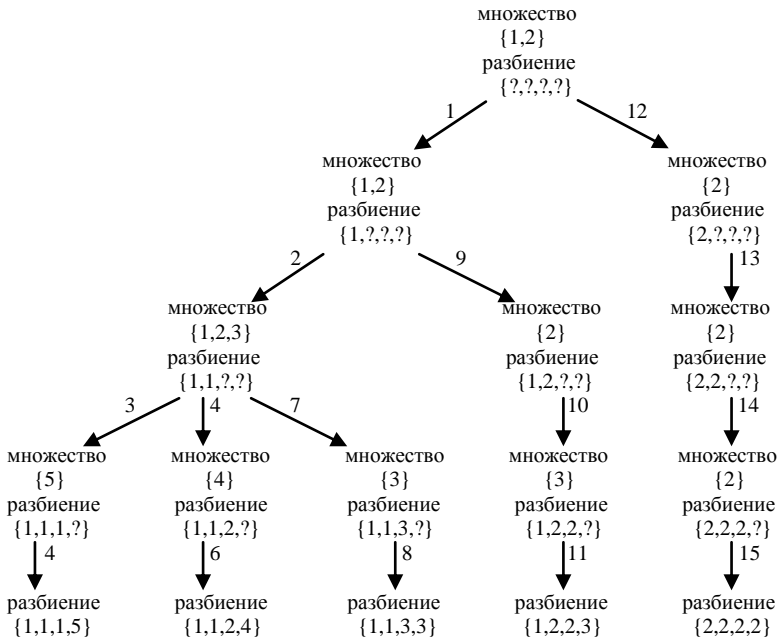 множество
{1,2}
разбиение
{?,?,?,?}
1 12
множество множество
{1,2} {2}
разбиение разбиение
{1,?,?,?} {2,?,?,?}
2 9 13
множество множество множество
{1,2,3} {2} {2}
разбиение разбиение разбиение
{1,1,?,?} {1,2,?,?} {2,2,?,?}
3 4 7 10 14
множество множество множество множество множество
{5} {4} {3} {3} {2}
разбиение разбиение разбиение разбиение разбиение
{1,1,1,?} {1,1,2,?} {1,1,3,?} {1,2,2,?} {2,2,2,?}
4 6 8 11 15
разбиение разбиение разбиение разбиение разбиение
{1,1,1,5} {1,1,2,4} {1,1,3,3} {1,2,2,3} {2,2,2,2}